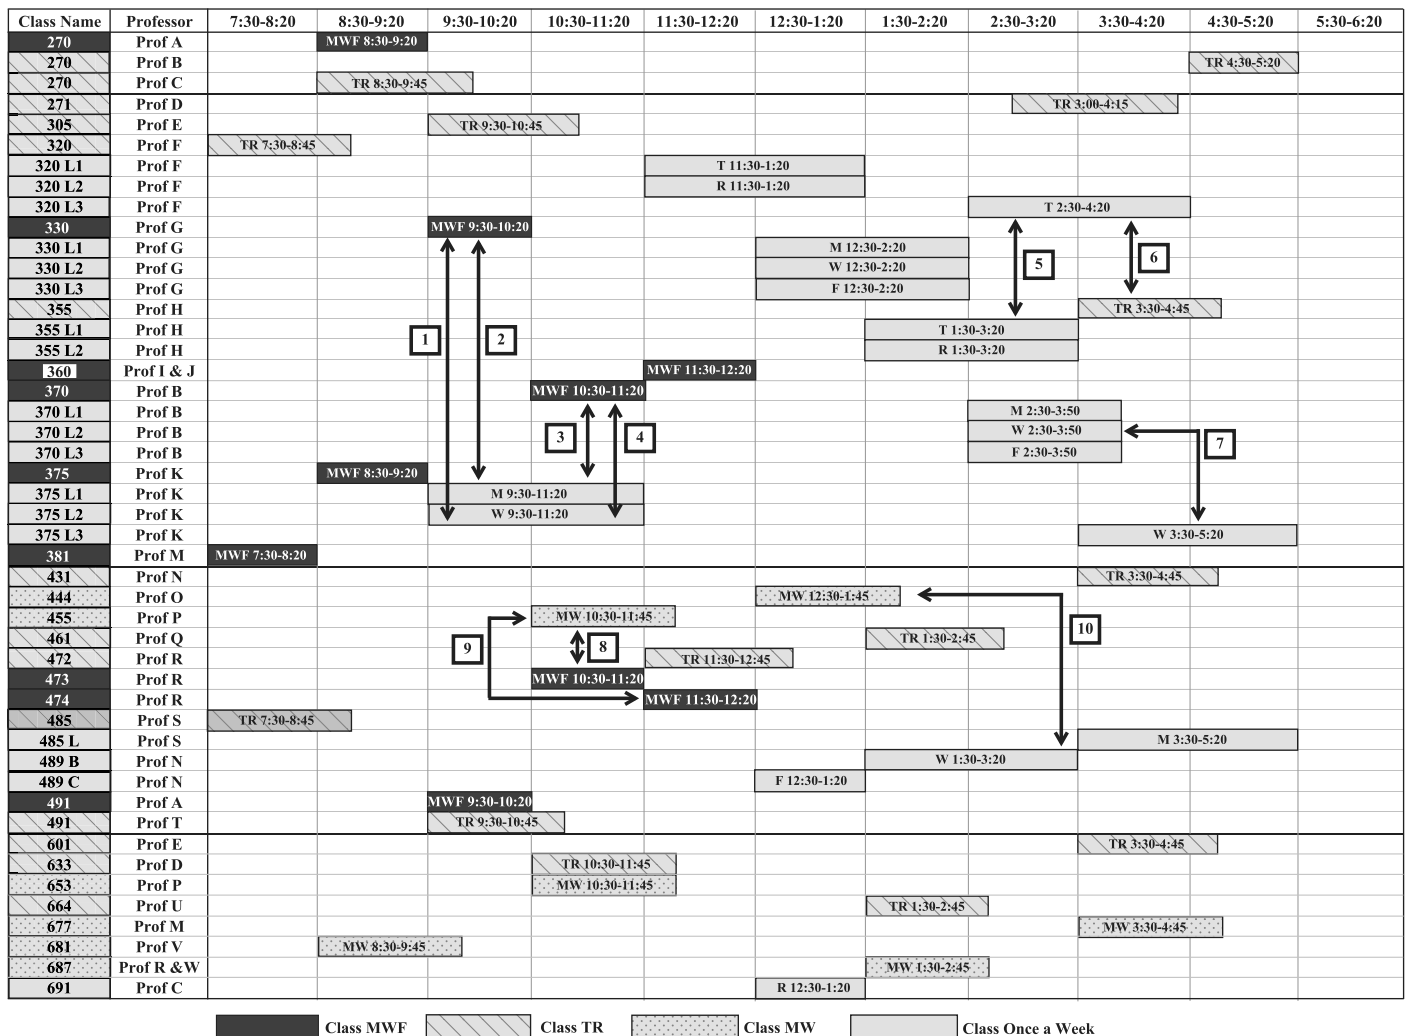 Class Name Professor 7:30-8:20 8:30-9:20 9:30-10:20 10:30-11:20 11:30-12:20 12:30-1:20 1:30-2:20 2:30-3:20 3:30-4:20 4:30-5:20 5:30-6:20
270 Prof A MWF 8:30-9:20
270 Prof B TR 4:30-5:20
270 Prof C TR 8:30-9:45
271 Prof D TR 3:00-4:15
305 Prof E TR 9:30-10:45
320 Prof F TR 7:30-8:45
320 L1 Prof F T 11:30-1:20
320 L2 Prof F R 11:30-1:20
320 L3 Prof F T 2:30-4:20
330 Prof G MWF 9:30-10:20
330 L1 Prof G M 12:30-2:20
330 L2 Prof G W 12:30-2:20 5 6
330 L3 Prof G F 12:30-2:20
355 Prof H TR 3:30-4:45
355 L1 Prof H T 1:30-3:20
355 L2 Prof H 1 2 R 1:30-3:20
360 Prof I & J MWF 11:30-12:20
370 Prof B MWF 10:30-11:20
370 L1 Prof B M 2:30-3:50
370 L2 Prof B 3 4 W 2:30-3:50 7
370 L3 Prof B F 2:30-3:50
375 Prof K MWF 8:30-9:20
375 L1 Prof K M 9:30-11:20
375 L2 Prof K W 9:30-11:20
375 L3 Prof K W 3:30-5:20
381 Prof M MWF 7:30-8:20
431 Prof N TR 3:30-4:45
444 Prof O MW 12:30-1:45
455 Prof P MW 10:30-11:45
461 Prof Q TR 1:30-2:45 10
472 Prof R 9 8 TR 11:30-12:45
473 Prof R MWF 10:30-11:20
474 Prof R MWF 11:30-12:20
485 Prof S TR 7:30-8:45
485 L Prof S M 3:30-5:20
489 B Prof N W 1:30-3:20
489 C Prof N F 12:30-1:20
491 Prof A MWF 9:30-10:20
491 Prof T TR 9:30-10:45
601 Prof E TR 3:30-4:45
633 Prof D TR 10:30-11:45
653 Prof P MW 10:30-11:45
664 Prof U TR 1:30-2:45
677 Prof M MW 3:30-4:45
681 Prof V MW 8:30-9:45
687 Prof R &W MW 1:30-2:45
691 Prof C R 12:30-1:20
Class MWF Class TR Class MW Class Once a Week